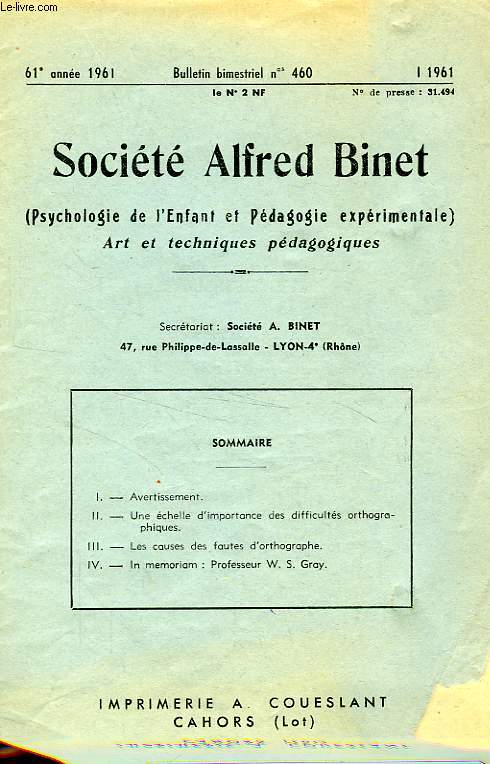 © Le-livre.com
61° année 1961 Bulletin bimestriel nos 460 I 1961
le N° 2 NF N° de presse : 31.494
Société Alfred Binet
(Psychologie de l'Enfant et Pédagogie expérimentale)
Art et techniques pédagogiques
Secrétariat : Société A. BINET
47, rue Philippe-de-Lassalle - LYON-4° (Rhône)
SOMMAIRE
I. — Avertissement.
II. — Une échelle d'importance des difficultés orthogra-
phiques.
III. — Les causes des fautes d'orthographe.
IV. — In memoriam : Professeur W. S. Gray.
IMPRIMERIE A. COUESLANT
CAHORS (Lot)